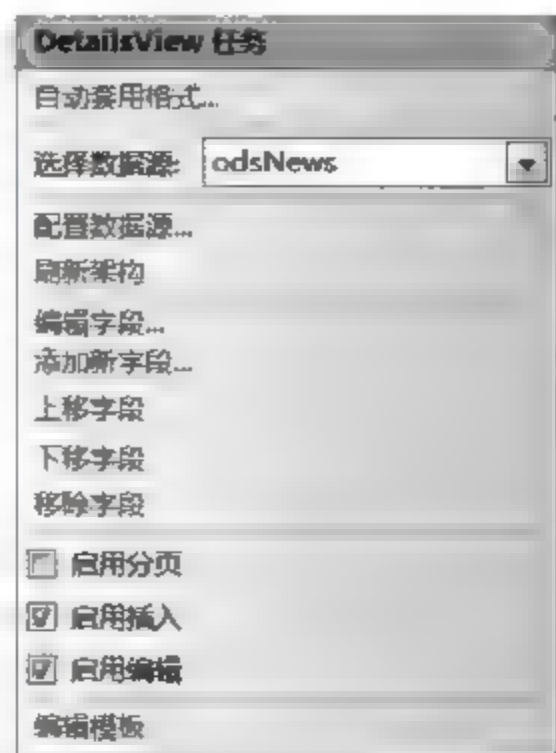 DetailsView 任务
自动套用格式...
选择数据源: odsNews
配置数据源...
刷新架构
编辑字段...
添加新字段...
上移字段
下移字段
移除字段
启用分页
启用插入
启用编辑
编辑模板